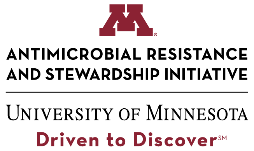 M®
ANTIMICROBIAL RESISTANCE
AND STEWARDSHIP INITIATIVE
UNIVERSITY OF MINNESOTA
Driven to Discover℠